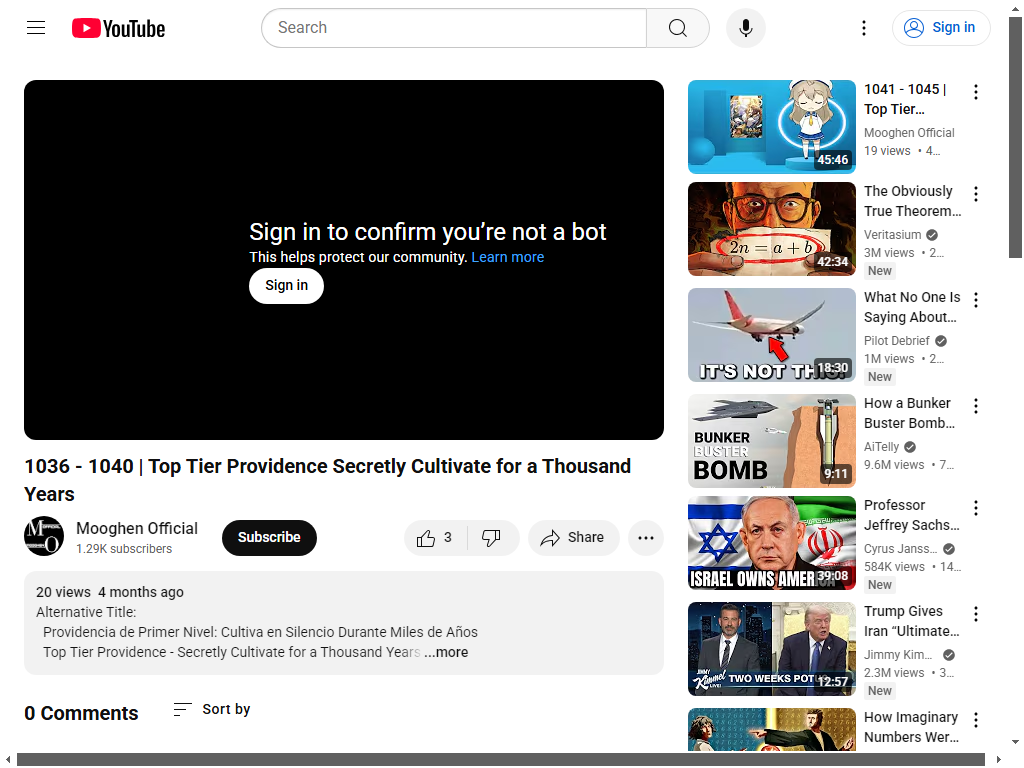 YouTube
Search
Sign in
Sign in to confirm you're not a bot
This helps protect our community. Learn more
Sign in
1036 - 1040 | Top Tier Providence Secretly Cultivate for a Thousand
Years
Mooghen Official
1.29K subscribers
Subscribe
3
Share
20 views 4 months ago
Alternative Title:
Providencia de Primer Nivel: Cultiva en Silencio Durante Miles de Años
Top Tier Providence - Secretly Cultivate for a Thousand Years ...more
0 Comments
Sort by
45:46
1041 - 1045 |
Top Tier…
Mooghen Official
19 views • 4…
2n = a + b
42:34
The Obviously
True Theorem…
Veritasium
3M views • 2…
New
IT'S NOT THIS!
18:30
What No One Is
Saying About…
Pilot Debrief
1M views • 2…
New
BUNKER
BUSTER
BOMB
9:11
How a Bunker
Buster Bomb…
AiTelly
9.6M views • 7…
ISRAEL OWNS AMER
39:08
Professor
Jeffrey Sachs…
Cyrus Janss…
584K views • 14…
New
Jimmy
Kimmel
LIVE!
TWO WEEKS POT
12:57
Trump Gives
Iran “Ultimate…
Jimmy Kim…
2.3M views • 3…
New
How Imaginary
Numbers Wer…